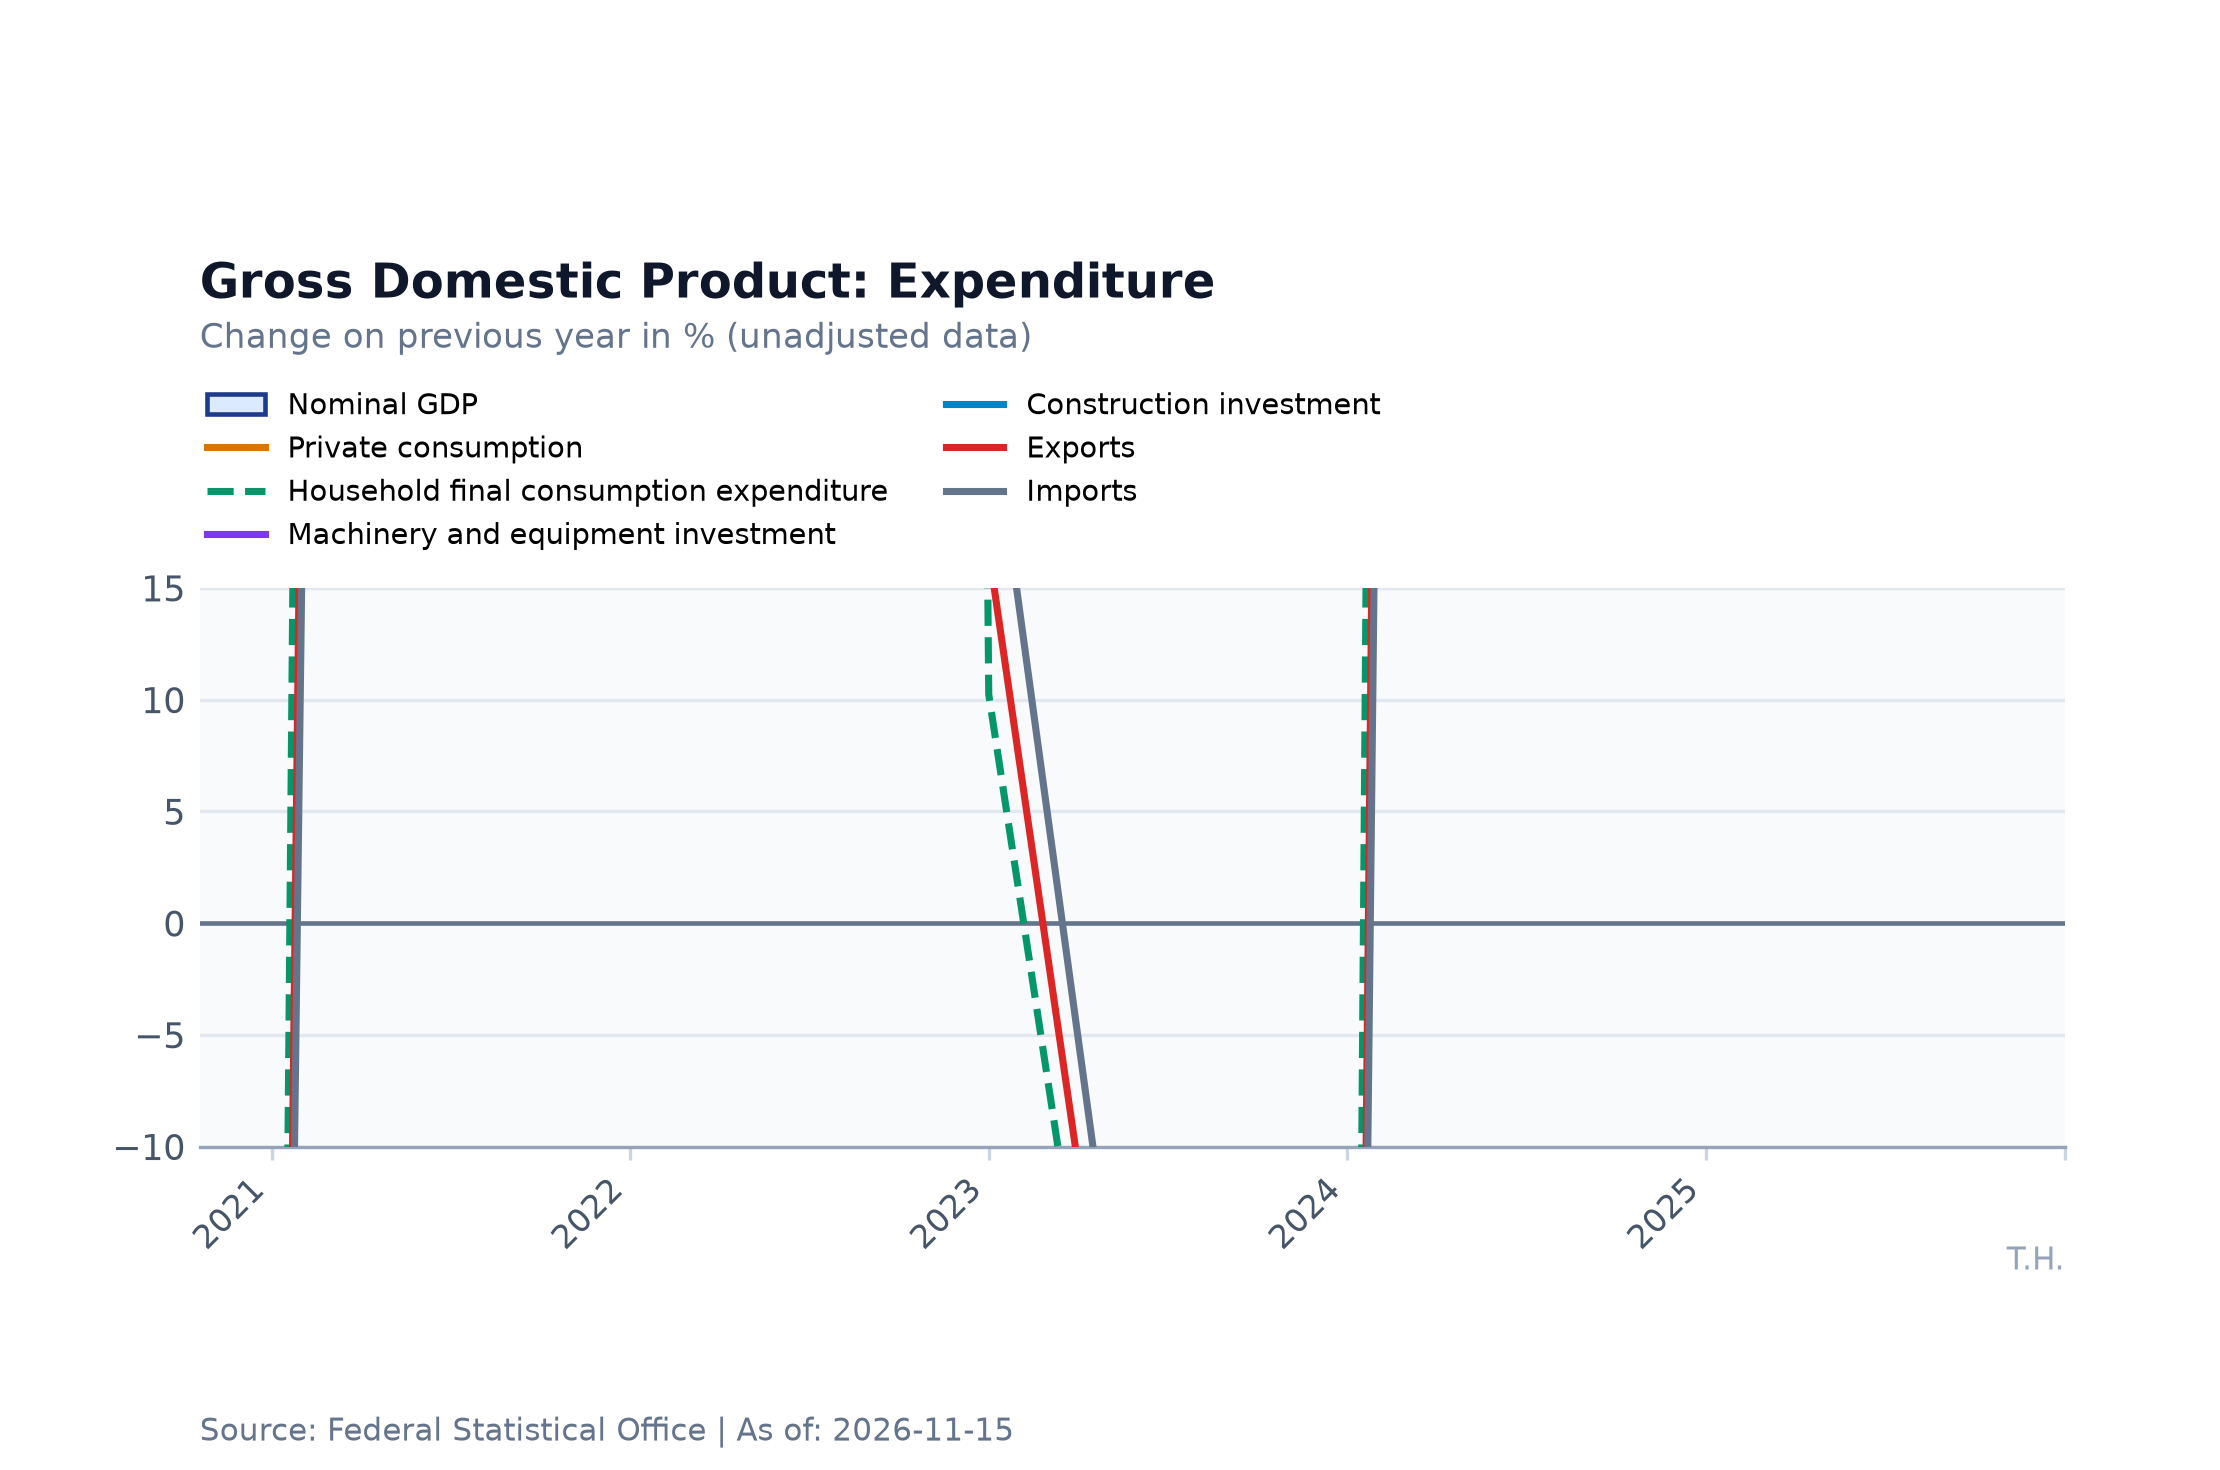 Gross Domestic Product: Expenditure
Change on previous year in % (unadjusted data)
Nominal GDP
Private consumption
Household final consumption expenditure
Machinery and equipment investment
Construction investment
Exports
Imports
15
10
5
0
−5
−10
2021
2022
2023
2024
2025
T.H.
Source: Federal Statistical Office | As of: 2026-11-15